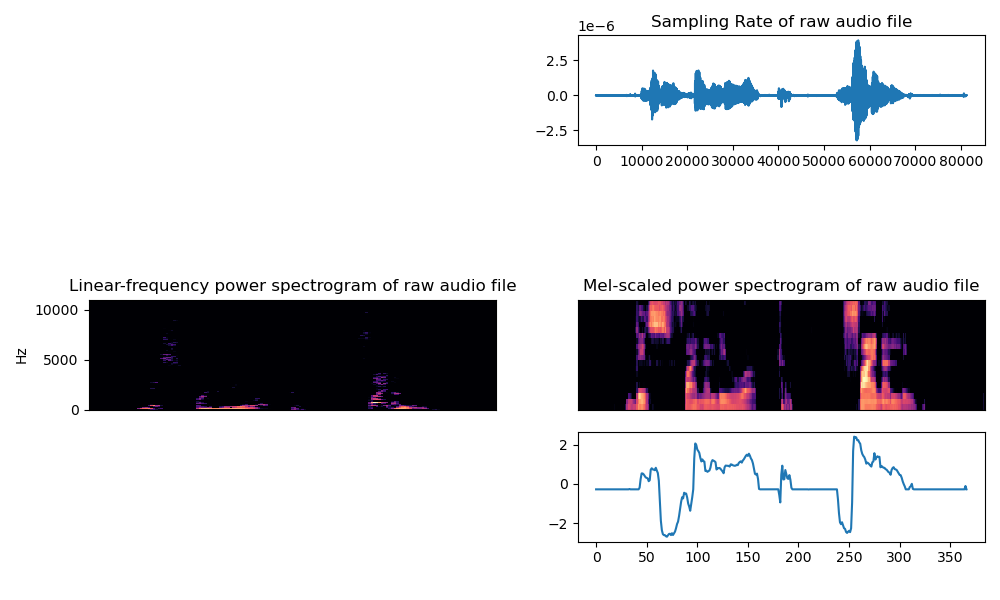 Sampling Rate of raw audio file
1e−6
2.5
0.0
−2.5
0 10000 20000 30000 40000 50000 60000 70000 80000
Linear-frequency power spectrogram of raw audio file
Mel-scaled power spectrogram of raw audio file
10000
5000
0
Hz
2
0
−2
0 50 100 150 200 250 300 350